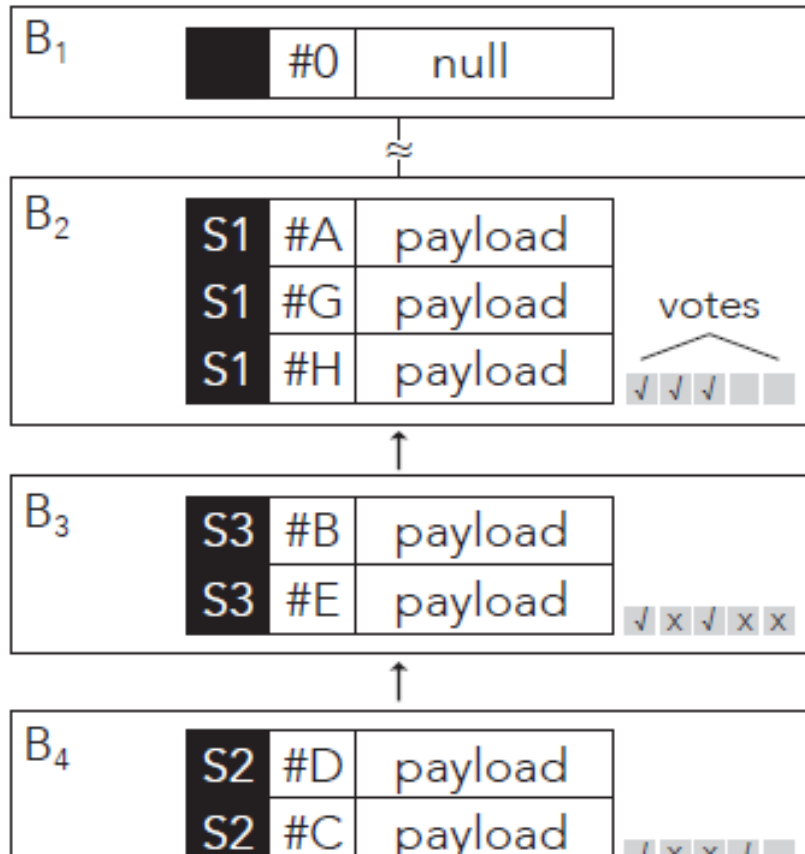 B₁
#0 null
≈
B₂
S1 #A payload
S1 #G payload
votes
S1 #H payload
√ √ √
↑
B₃
S3 #B payload
S3 #E payload
√ x √ x x
↑
B₄
S2 #D payload
S2 #C payload
√ x x √